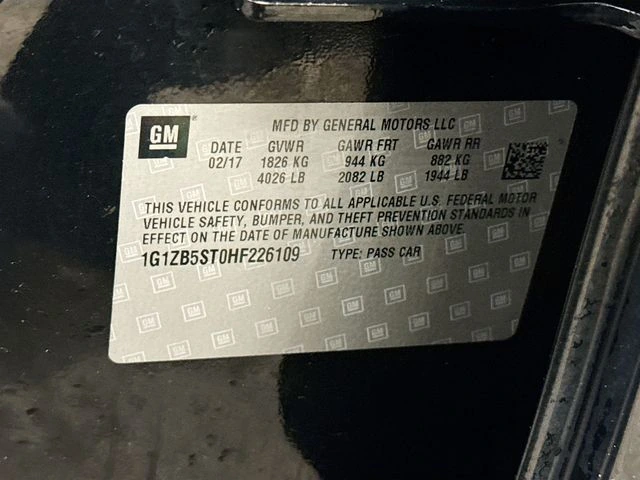 GM
MFD BY GENERAL MOTORS LLC
DATE GVWR GAWR FRT GAWR RR
02/17 1826 KG 944 KG 882 KG
4026 LB 2082 LB 1944 LB
THIS VEHICLE CONFORMS TO ALL APPLICABLE U.S. FEDERAL MOTOR
VEHICLE SAFETY, BUMPER, AND THEFT PREVENTION STANDARDS IN
EFFECT ON THE DATE OF MANUFACTURE SHOWN ABOVE.
1G1ZB5ST0HF226109 TYPE: PASS CAR